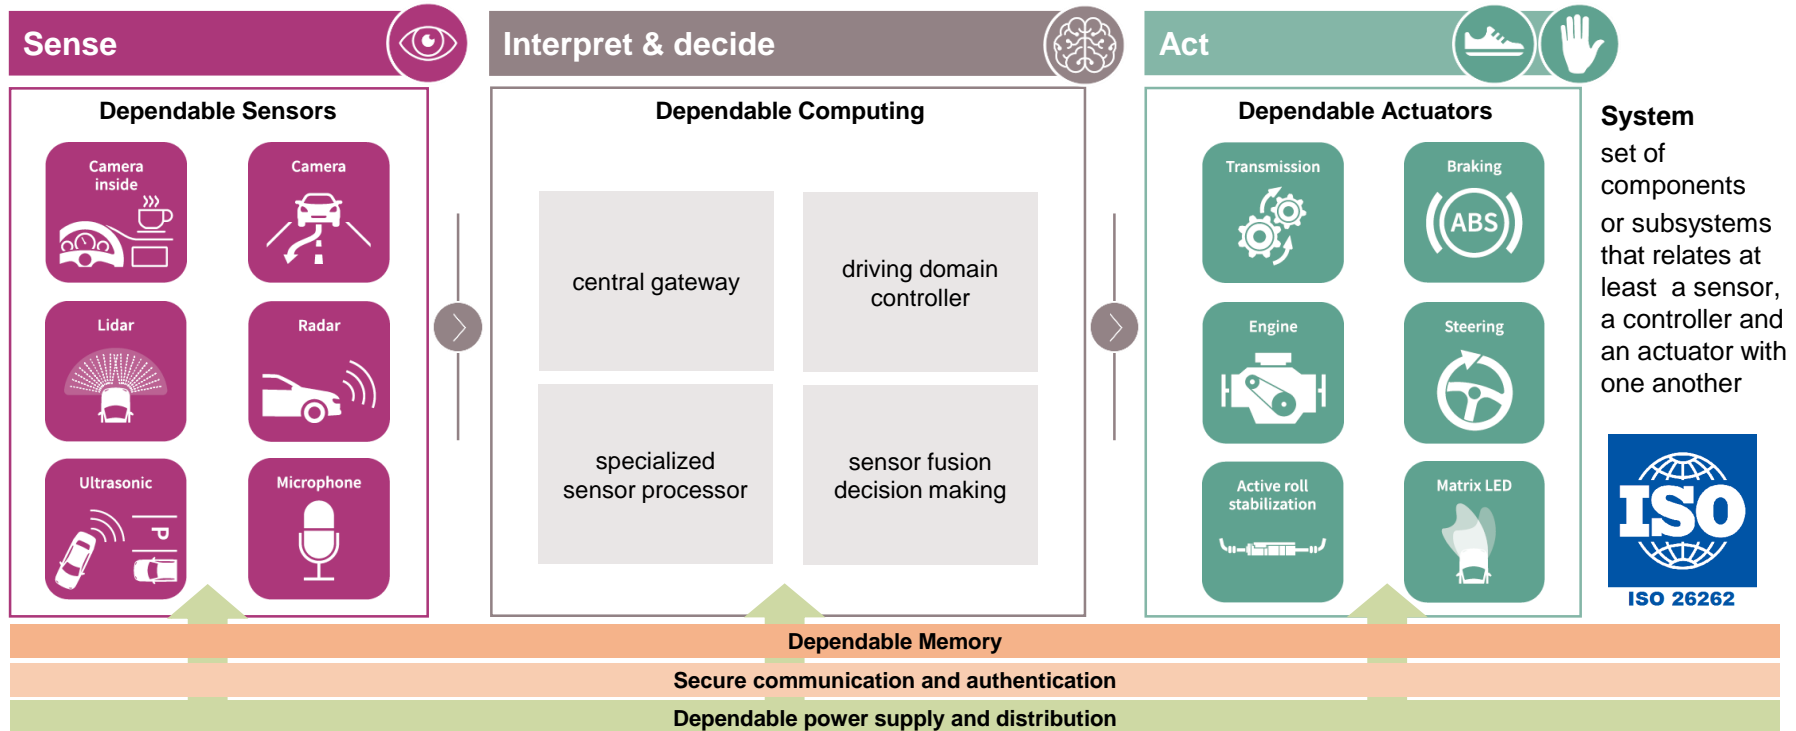 Sense
Interpret & decide
Act
Dependable Sensors
Camera
inside
Camera
Lidar
Radar
Ultrasonic
Microphone
P
Dependable Computing
central gateway
driving domain
controller
specialized
sensor processor
sensor fusion
decision making
Dependable Actuators
Transmission
Braking
ABS
Engine
Steering
Active roll
stabilization
Matrix LED
System
set of
components
or subsystems
that relates at
least a sensor,
a controller and
an actuator with
one another
ISO
ISO 26262
Dependable Memory
Secure communication and authentication
Dependable power supply and distribution